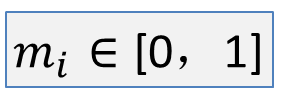 mᵢ ∈ [0, 1]